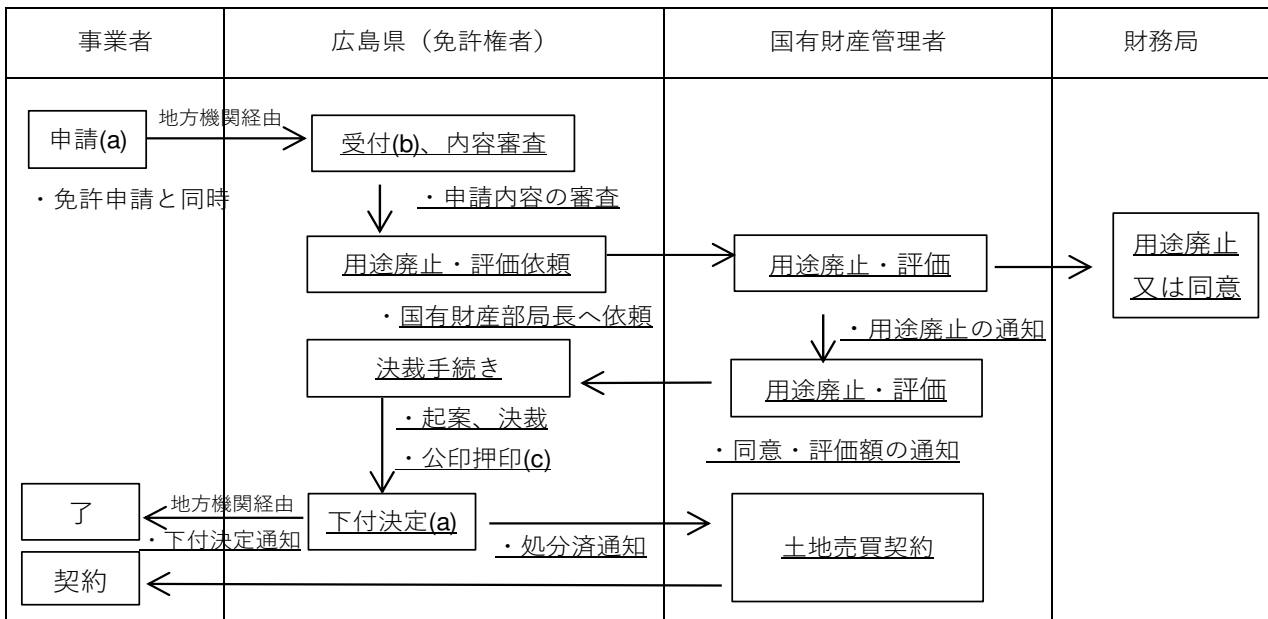 事業者
広島県（免許権者）
国有財産管理者
財務局
申請(a)
地方機関経由
受付(b)、内容審査
・免許申請と同時
・申請内容の審査
用途廃止・評価依頼
用途廃止・評価
用途廃止
又は同意
・国有財産部局長へ依頼
・用途廃止の通知
決裁手続き
用途廃止・評価
・起案、決裁
・公印押印(c)
・同意・評価額の通知
了
地方機関経由
下付決定(a)
・下付決定通知
・処分済通知
土地売買契約
契約